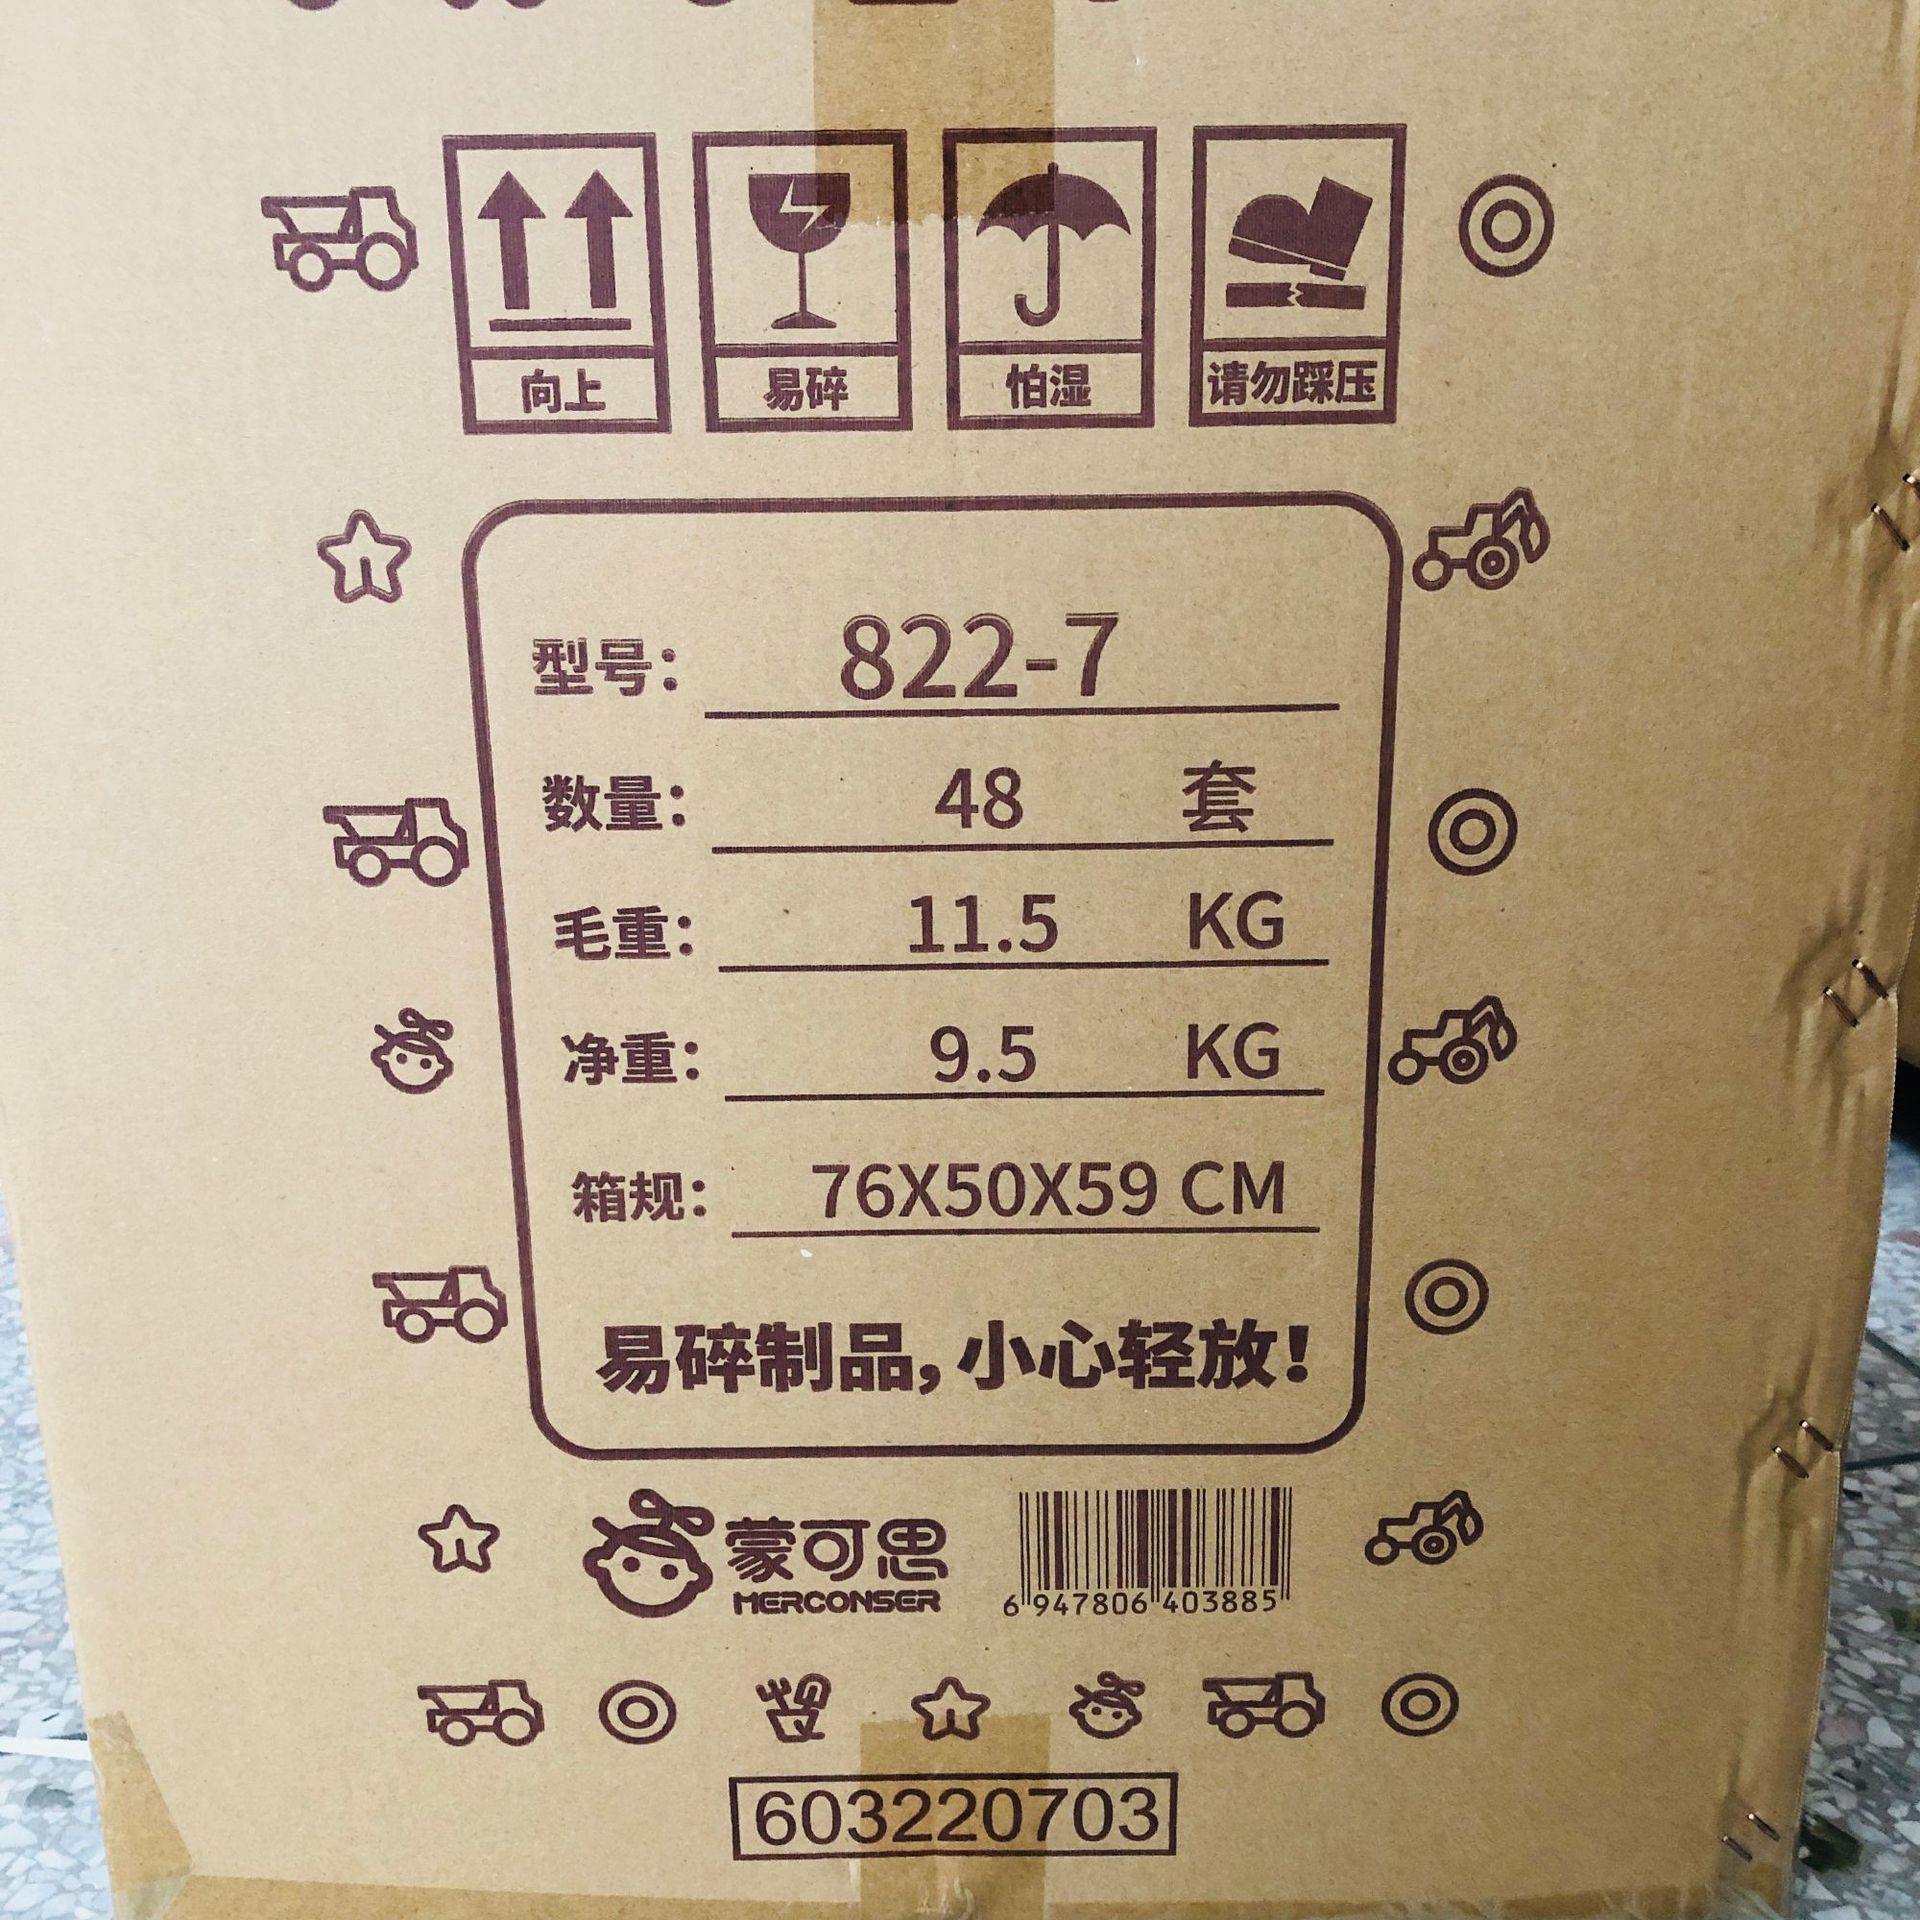 向上 易碎 怕湿 请勿踩压
型号： 822-7
数量： 48 套
毛重： 11.5 KG
净重： 9.5 KG
箱规： 76X50X59 CM
易碎制品，小心轻放！
蒙可思
MERCONSER
6 947806 403885
603220703